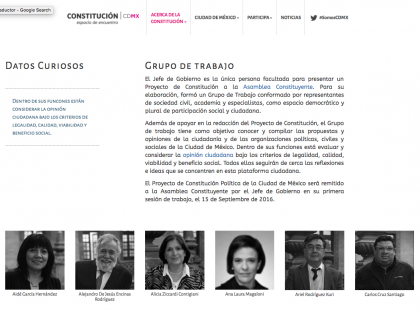 aductor - Google Search
CONSTITUCIÓN CDMX
espacio de encuentro
ACERCA DE LA CONSTITUCIÓN
CIUDAD DE MÉXICO
PARTICIPA
NOTICIAS
#SomosCDMX
DATOS CURIOSOS
DENTRO DE SUS FUNCIONES ESTÁN
CONSIDERAR LA OPINIÓN
CIUDADANA BAJO LOS CRITERIOS DE
LEGALIDAD, CALIDAD, VIABILIDAD Y
BENEFICIO SOCIAL.
GRUPO DE TRABAJO
El Jefe de Gobierno es la única persona facultada para presentar un
Proyecto de Constitución a la Asamblea Constituyente. Para su
elaboración, formó un Grupo de Trabajo conformado por representantes
de sociedad civil, academia y especialistas, como espacio democrático y
plural de participación social y ciudadana.
Además de apoyar en la redacción del Proyecto de Constitución, el Grupo
de trabajo tiene como objetivo conocer y compilar las propuestas y
opiniones de la ciudadanía y de las organizaciones políticas, civiles y
sociales de la Ciudad de México. Dentro de sus funciones está evaluar y
considerar la opinión ciudadana bajo los criterios de legalidad, calidad,
viabilidad y beneficio social. Todas ellas seguirán de cerca las reflexiones
e ideas que se concentren en esta plataforma ciudadana.
El Proyecto de Constitución Política de la Ciudad de México será remitido
a la Asamblea Constituyente por el Jefe de Gobierno en su primera
sesión de trabajo, el 15 de Septiembre de 2016.
Aidé García Hernández
Alejandro De Jesús Encinas
Rodríguez
Alicia Ziccardi Contigiani
Ana Laura Magaloni
Ariel Rodríguez Kuri
Carlos Cruz Santiago